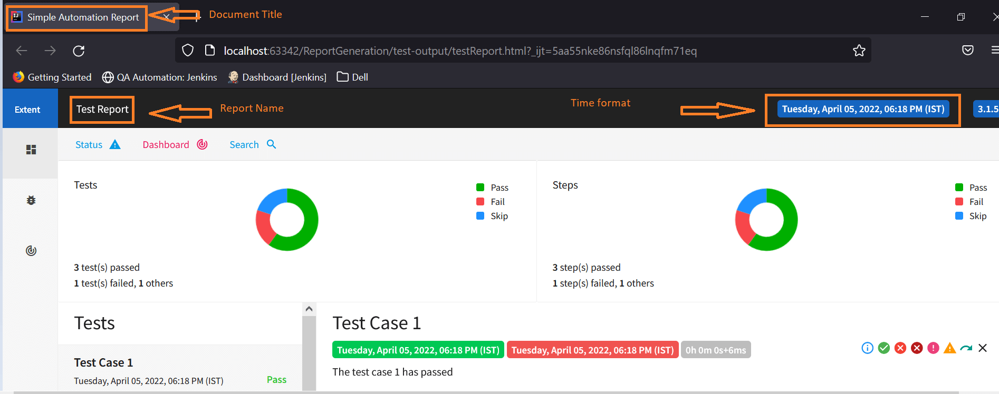 Simple Automation Report
Document Title
localhost:63342/ReportGeneration/test-output/testReport.html?_ijt=5aa55nke86nsfql86lnqfm71eq
Getting Started QA Automation: Jenkins Dashboard [Jenkins] Dell
Extent Test Report Report Name Time format Tuesday, April 05, 2022, 06:18 PM (IST) 3.1.5
Status Dashboard Search
Tests
Pass
Fail
Skip
3 test(s) passed
1 test(s) failed, 1 others
Steps
Pass
Fail
Skip
3 step(s) passed
1 step(s) failed, 1 others
Tests
Test Case 1
Tuesday, April 05, 2022, 06:18 PM (IST) Pass
Test Case 1
Tuesday, April 05, 2022, 06:18 PM (IST) Tuesday, April 05, 2022, 06:18 PM (IST) 0h 0m 0s+6ms
The test case 1 has passed